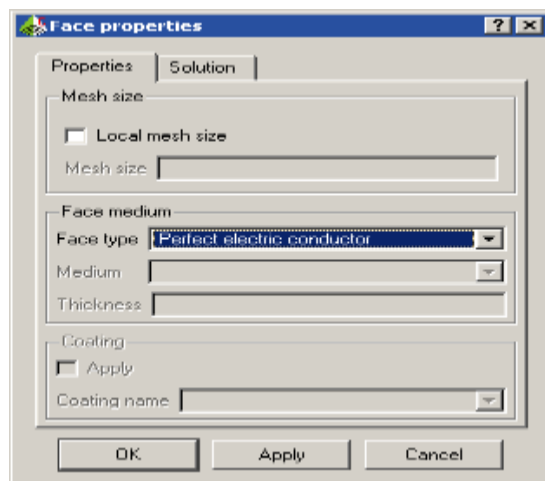 Face properties
Properties Solution
Mesh size
Local mesh size
Mesh size
Face medium
Face type Perfect electric conductor
Medium
Thickness
Coating
Apply
Coating name
OK Apply Cancel